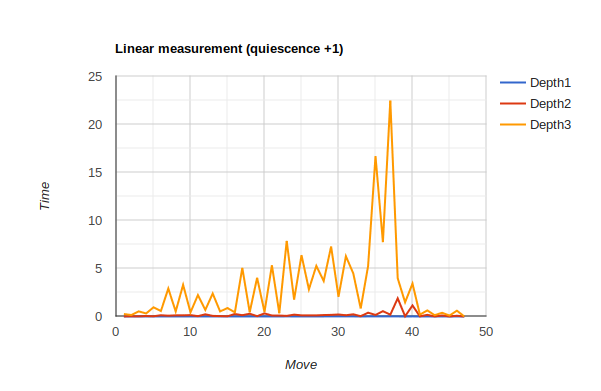 Linear measurement (quiescence +1)
25
20
15
10
5
0
0 10 20 30 40 50
Time
Move
Depth1
Depth2
Depth3